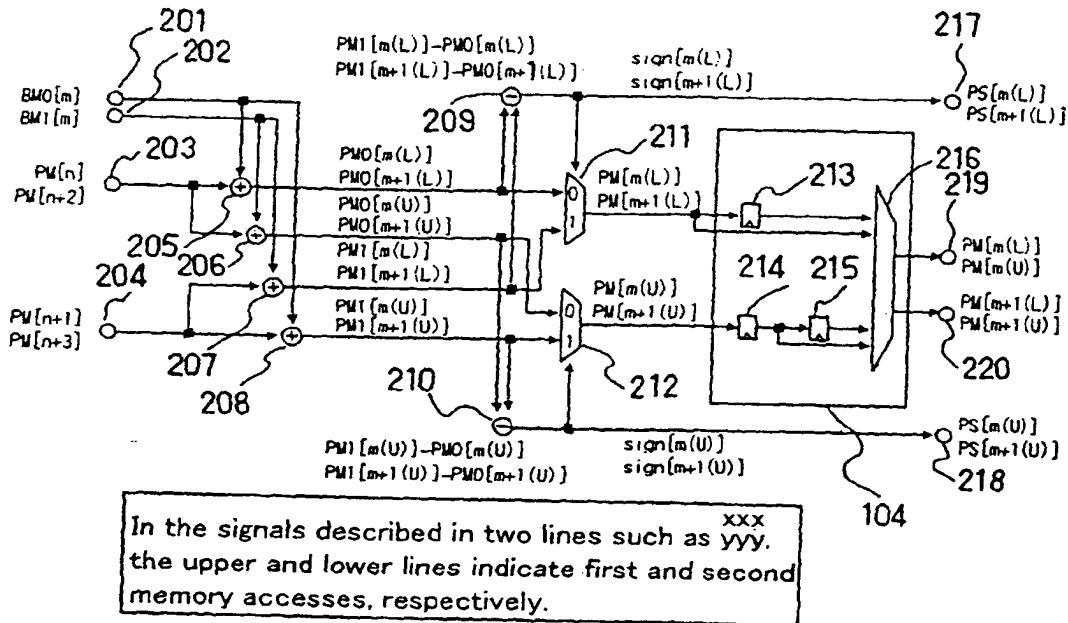 201
202
BM0[m]
BM1[m]
203
PM[n]
PM[n+2]
205
206
204
PM[n+1]
PM[n+3]
207
208
PM1[m(L)]-PM0[m(L)]
PM1[m+1(L)]-PM0[m+1(L)]
209
PM0[m(L)]
PM0[m+1(L)]
PM0[m(U)]
PM0[m+1(U)]
PM1[m(L)]
PM1[m+1(L)]
PM1[m(U)]
PM1[m+1(U)]
210
PM1[m(U)]-PM0[m(U)]
PM1[m+1(U)]-PM0[m+1(U)]
sign[m(L)]
sign[m+1(L)]
217
PS[m(L)]
PS[m+1(L)]
211
0
1
PM[m(L)]
PM[m+1(L)]
213
216
219
PM[m(L)]
PM[m(U)]
PM[m(U)]
PM[m+1(U)]
0
1
212
214
215
PM[m+1(L)]
PM[m+1(U)]
220
sign[m(U)]
sign[m+1(U)]
PS[m(U)]
PS[m+1(U)]
218
104
In the signals described in two lines such as xxx
yyy.
the upper and lower lines indicate first and second
memory accesses, respectively.